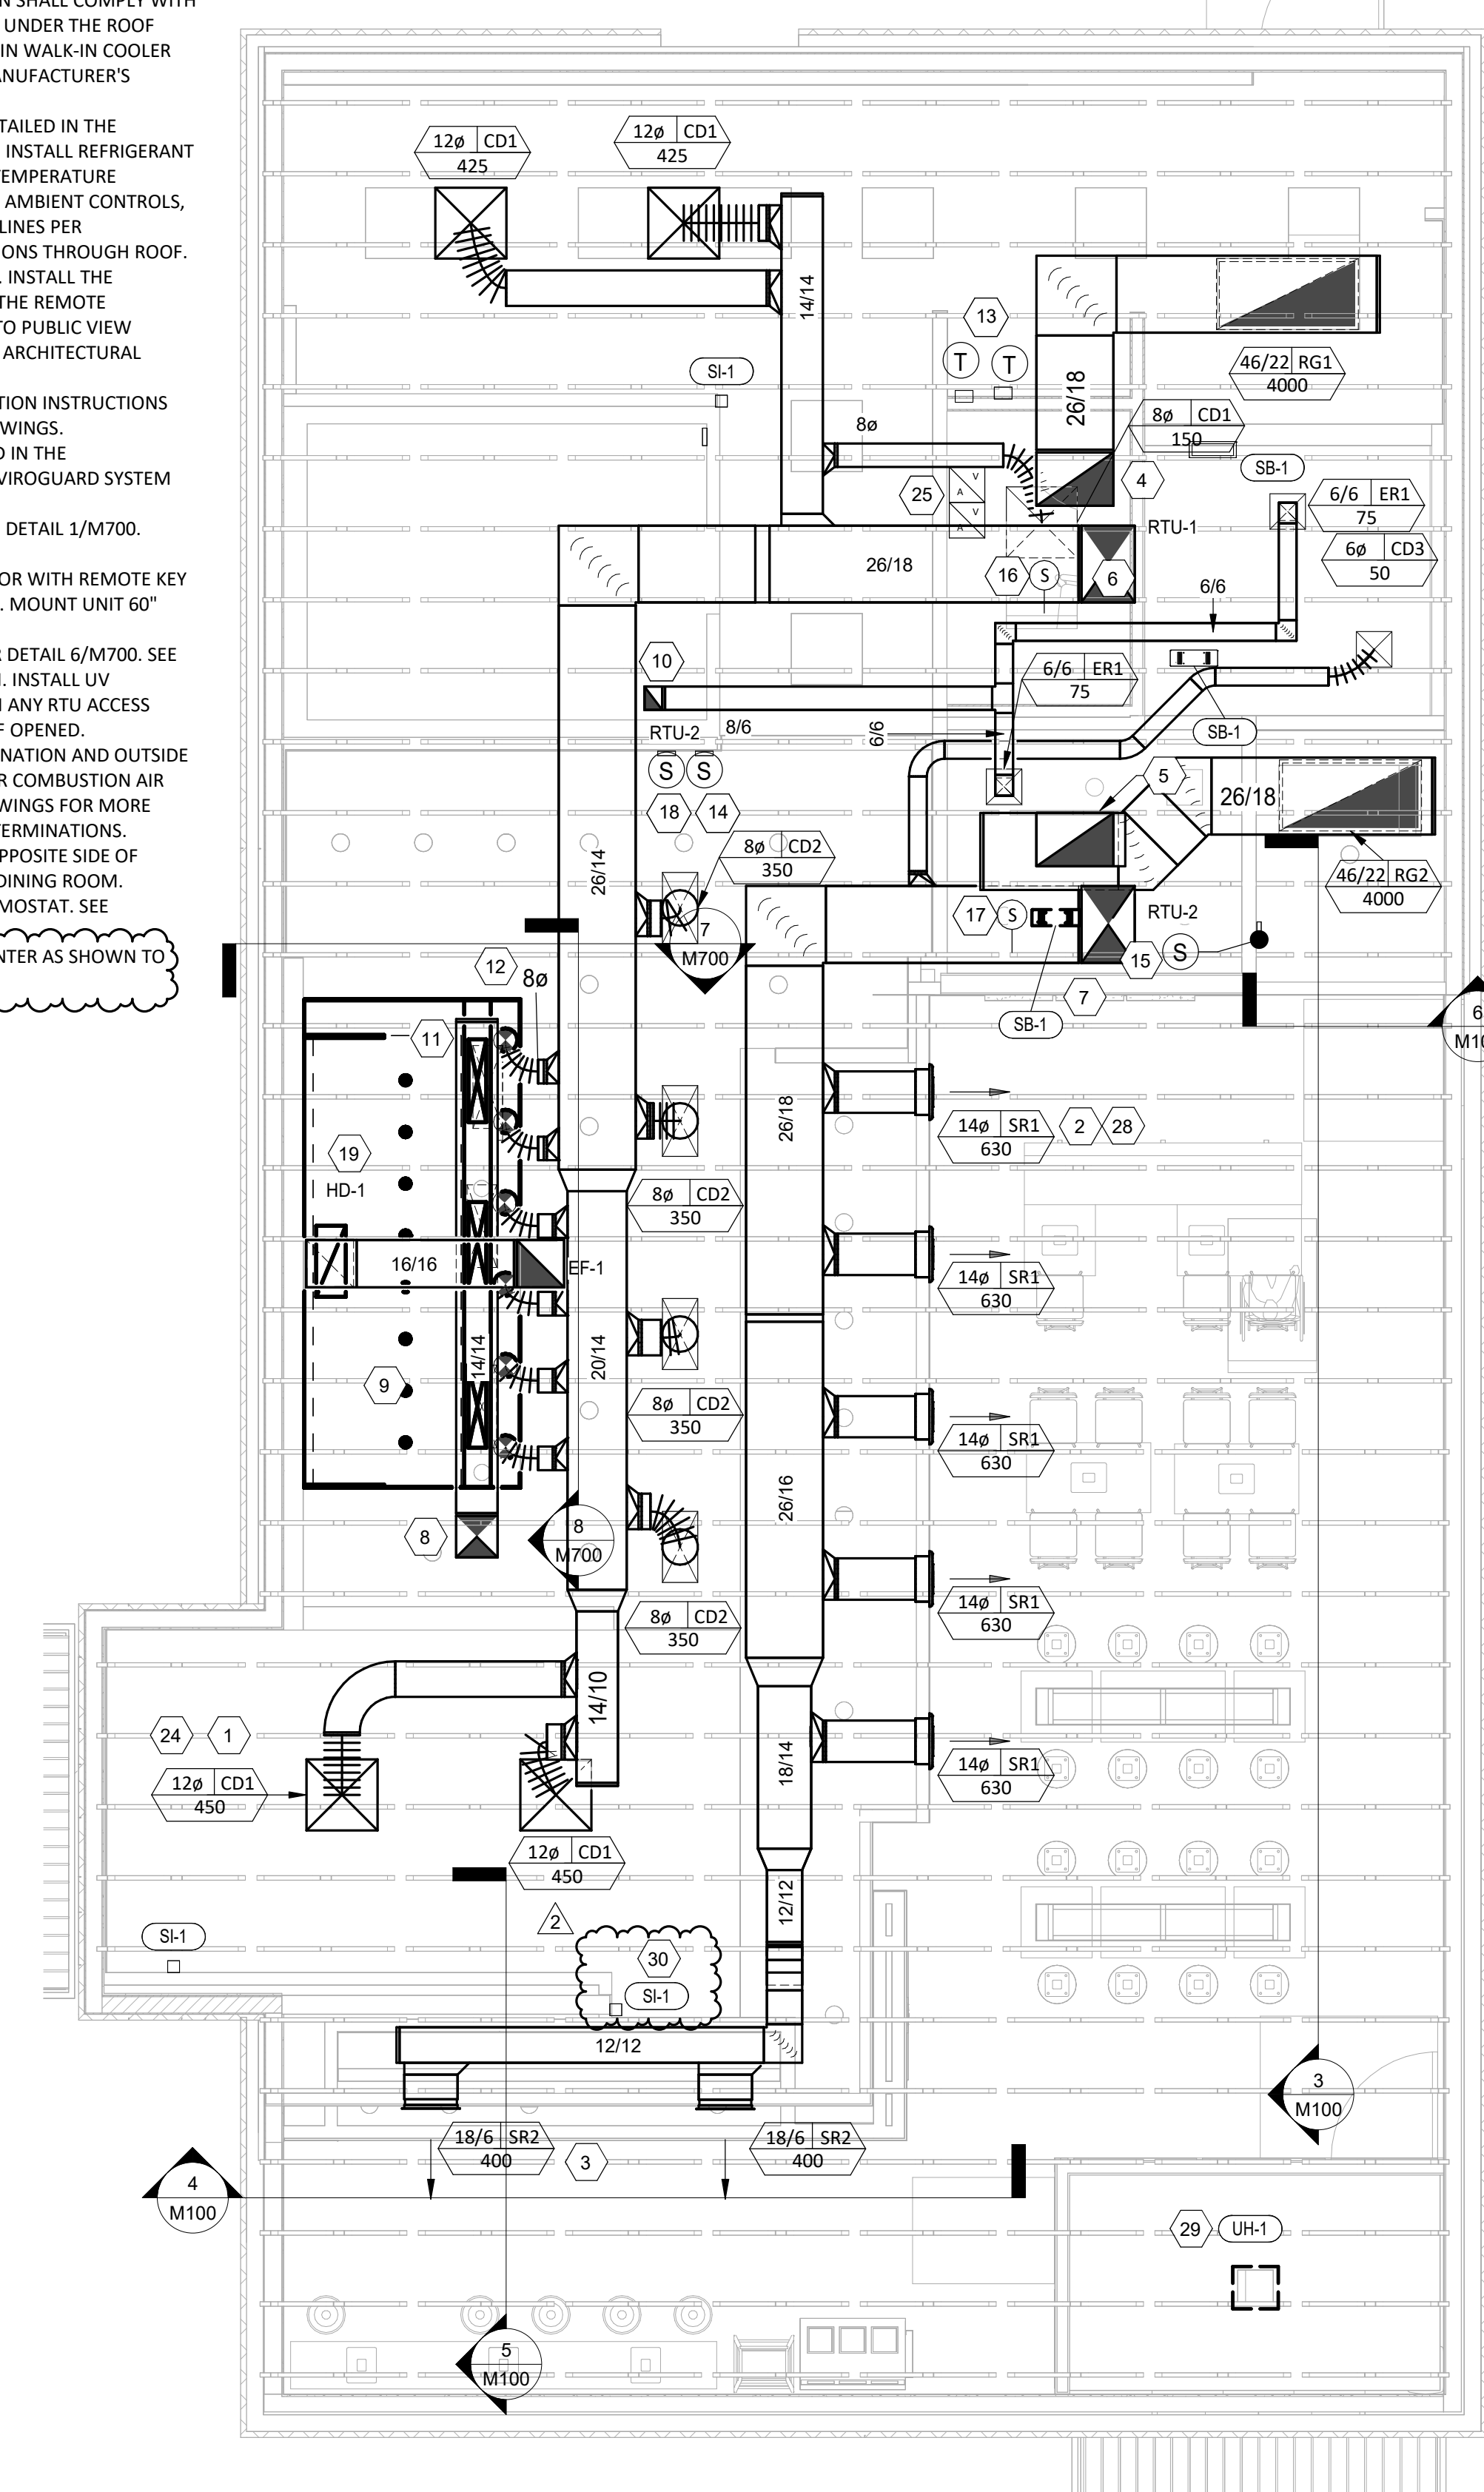 N SHALL COMPLY WITH
UNDER THE ROOF
IN WALK-IN COOLER
ANUFACTURER'S
TAILED IN THE
INSTALL REFRIGERANT
TEMPERATURE
AMBIENT CONTROLS,
LINES PER
IONS THROUGH ROOF.
. INSTALL THE
THE REMOTE
TO PUBLIC VIEW
ARCHITECTURAL
TION INSTRUCTIONS
WINGS.
D IN THE
VIROGUARD SYSTEM
DETAIL 1/M700.
OR WITH REMOTE KEY
. MOUNT UNIT 60"
R DETAIL 6/M700. SEE
N. INSTALL UV
N ANY RTU ACCESS
F OPENED.
NATION AND OUTSIDE
R COMBUSTION AIR
WINGS FOR MORE
TERMINATIONS.
PPOSITE SIDE OF
DINING ROOM.
MOSTAT. SEE
NTER AS SHOWN TO
12ø CD1
425
12ø CD1
425
14/14
13
T T
SI-1
26/18
46/22 RG1
4000
8ø CD1
150
8ø
SB-1
4
25
V
A
V
A
6/6 ER1
75
RTU-1
6ø CD3
50
26/18
16 S
6
6/6
10
6/6 ER1
75
RTU-2
8/6
6/6
SB-1
S S
18 14
5
26/18
8ø CD2
350
26/14
46/22 RG2
4000
7
M700
17 S
RTU-2
15 S
12
8ø
7
SB-1
6
M10
11
26/18
14ø SR1
630
2 28
19
HD-1
8ø CD2
350
16/16
EF-1
14ø SR1
630
14/14
20/14
9
8ø CD2
350
14ø SR1
630
26/16
8
8
M700
8ø CD2
350
14ø SR1
630
14/10
24 1
18/14
14ø SR1
630
12ø CD1
450
12ø CD1
450
12/12
2
SI-1
30
SI-1
12/12
3
M100
18/6 SR2
400
3
18/6 SR2
400
4
M100
29 UH-1
5
M100